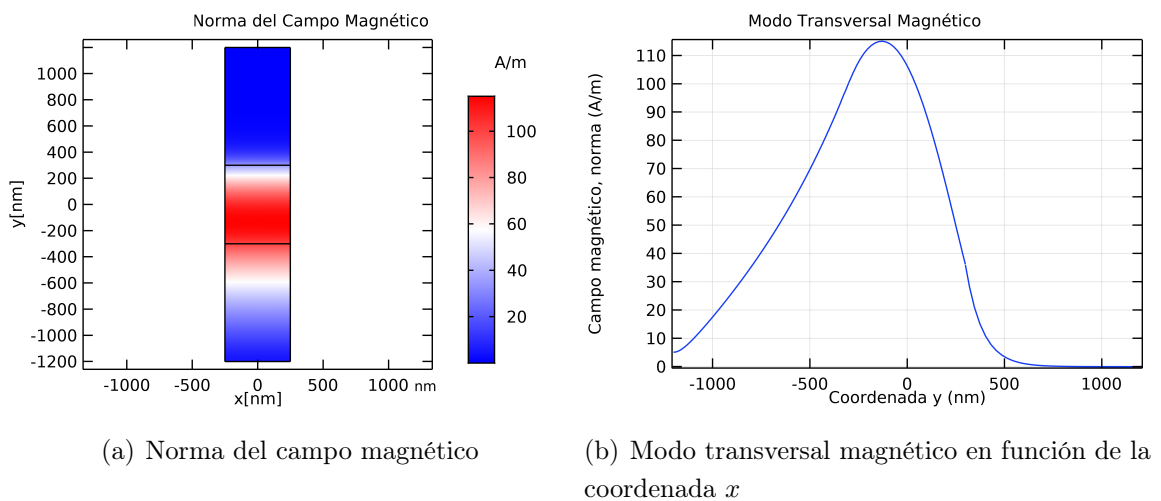 Norma del Campo Magnético
A/m
y[nm]
1000
800
600
400
200
0
-200
-400
-600
-800
-1000
-1200
-1000 -500 0 500 1000 nm
x[nm]
100
80
60
40
20
Modo Transversal Magnético
Campo magnético, norma (A/m)
110
100
90
80
70
60
50
40
30
20
10
0
-1000 -500 0 500 1000
Coordenada y (nm)
(a) Norma del campo magnético
(b) Modo transversal magnético en función de la
coordenada x